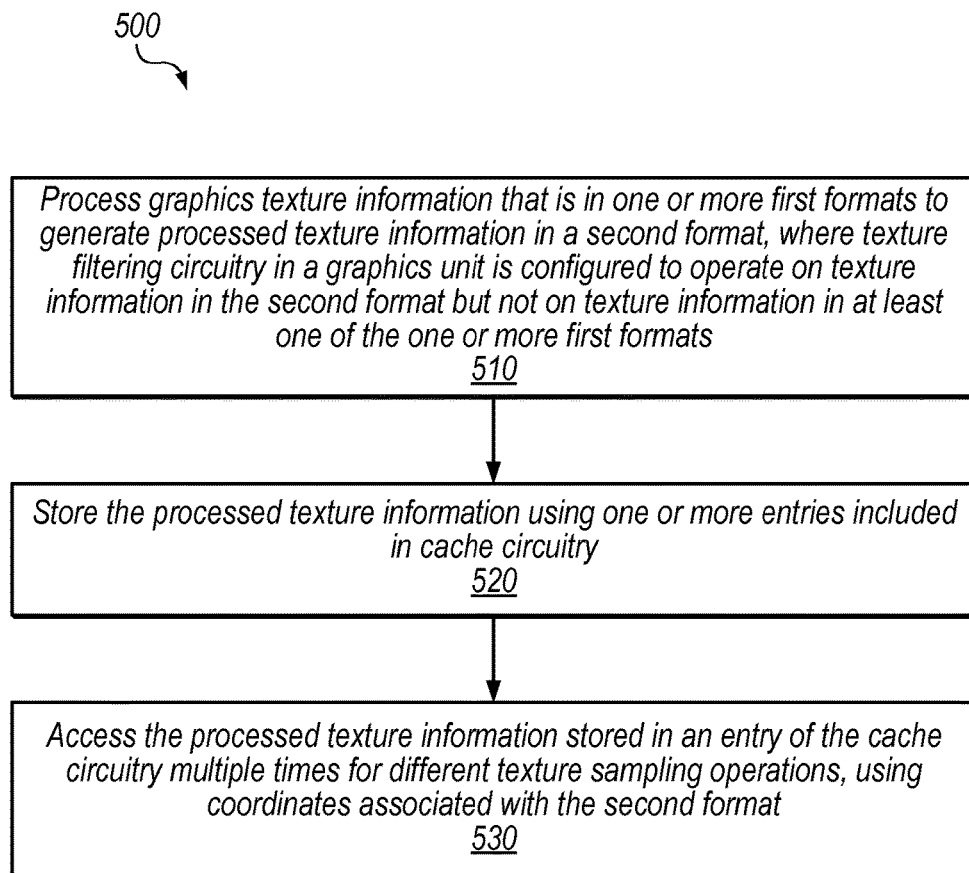 500
Process graphics texture information that is in one or more first formats to
generate processed texture information in a second format, where texture
filtering circuitry in a graphics unit is configured to operate on texture
information in the second format but not on texture information in at least
one of the one or more first formats
510
Store the processed texture information using one or more entries included
in cache circuitry
520
Access the processed texture information stored in an entry of the cache
circuitry multiple times for different texture sampling operations, using
coordinates associated with the second format
530